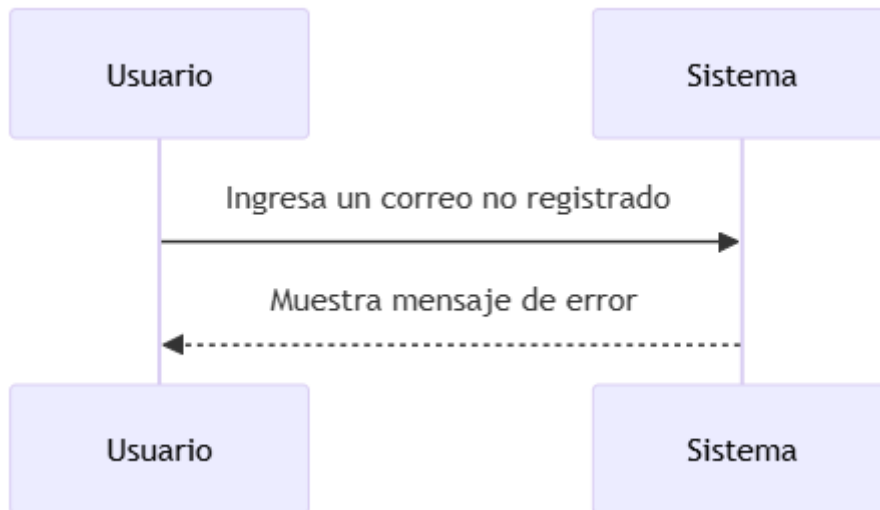 Usuario
Sistema
Ingresa un correo no registrado
Muestra mensaje de error
Usuario
Sistema